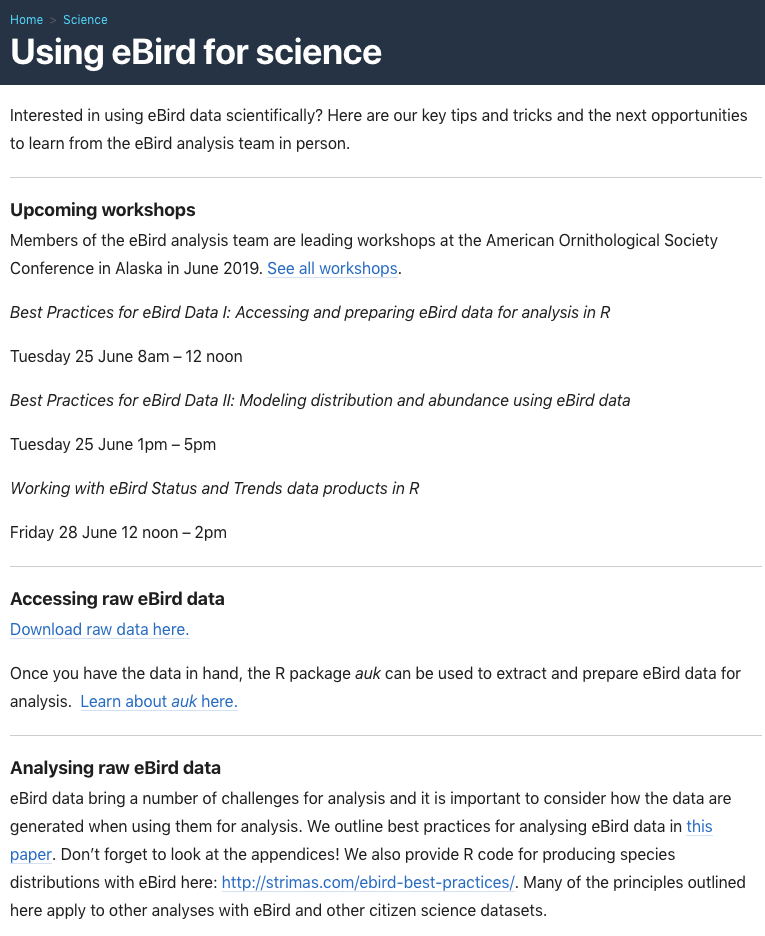 Home > Science
Using eBird for science
Interested in using eBird data scientifically? Here are our key tips and tricks and the next opportunities
to learn from the eBird analysis team in person.
Upcoming workshops
Members of the eBird analysis team are leading workshops at the American Ornithological Society
Conference in Alaska in June 2019. See all workshops.
Best Practices for eBird Data I: Accessing and preparing eBird data for analysis in R
Tuesday 25 June 8am – 12 noon
Best Practices for eBird Data II: Modeling distribution and abundance using eBird data
Tuesday 25 June 1pm – 5pm
Working with eBird Status and Trends data products in R
Friday 28 June 12 noon – 2pm
Accessing raw eBird data
Download raw data here.
Once you have the data in hand, the R package auk can be used to extract and prepare eBird data for
analysis.  Learn about auk here.
Analysing raw eBird data
eBird data bring a number of challenges for analysis and it is important to consider how the data are
generated when using them for analysis. We outline best practices for analysing eBird data in this
paper. Don’t forget to look at the appendices! We also provide R code for producing species
distributions with eBird here: http://strimas.com/ebird-best-practices/. Many of the principles outlined
here apply to other analyses with eBird and other citizen science datasets.